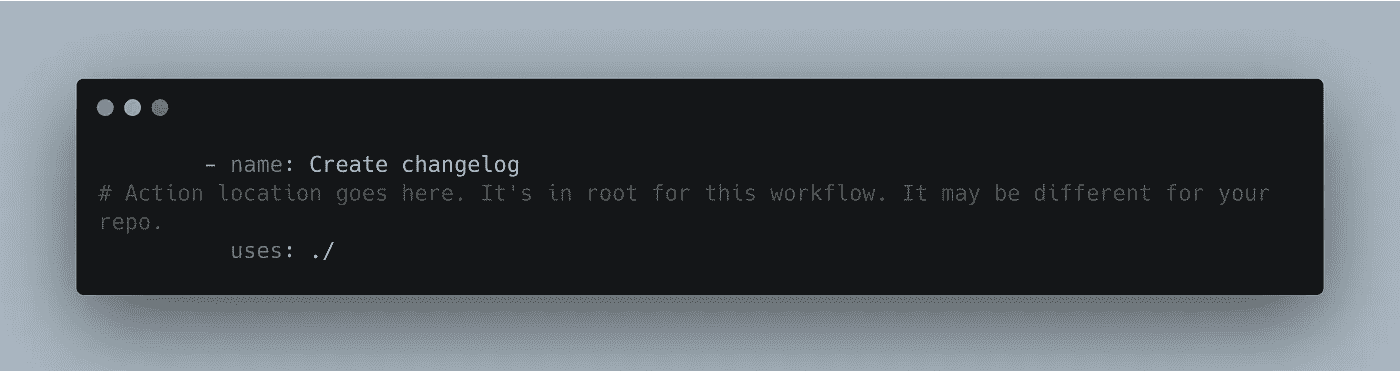 - name: Create changelog
# Action location goes here. It's in root for this workflow. It may be different for your
repo.
uses: ./